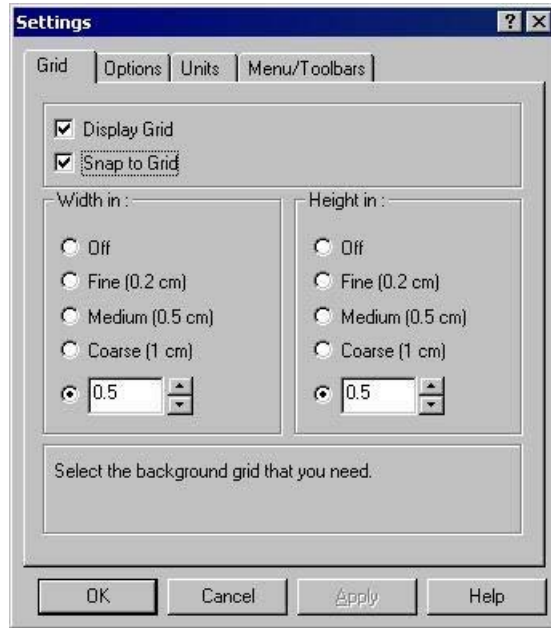 Settings
Grid Options Units Menu/Toolbars
Display Grid
Snap to Grid
Width in :
Off
Fine (0.2 cm)
Medium (0.5 cm)
Coarse (1 cm)
0.5
Height in :
Off
Fine (0.2 cm)
Medium (0.5 cm)
Coarse (1 cm)
0.5
Select the background grid that you need.
OK Cancel Apply Help